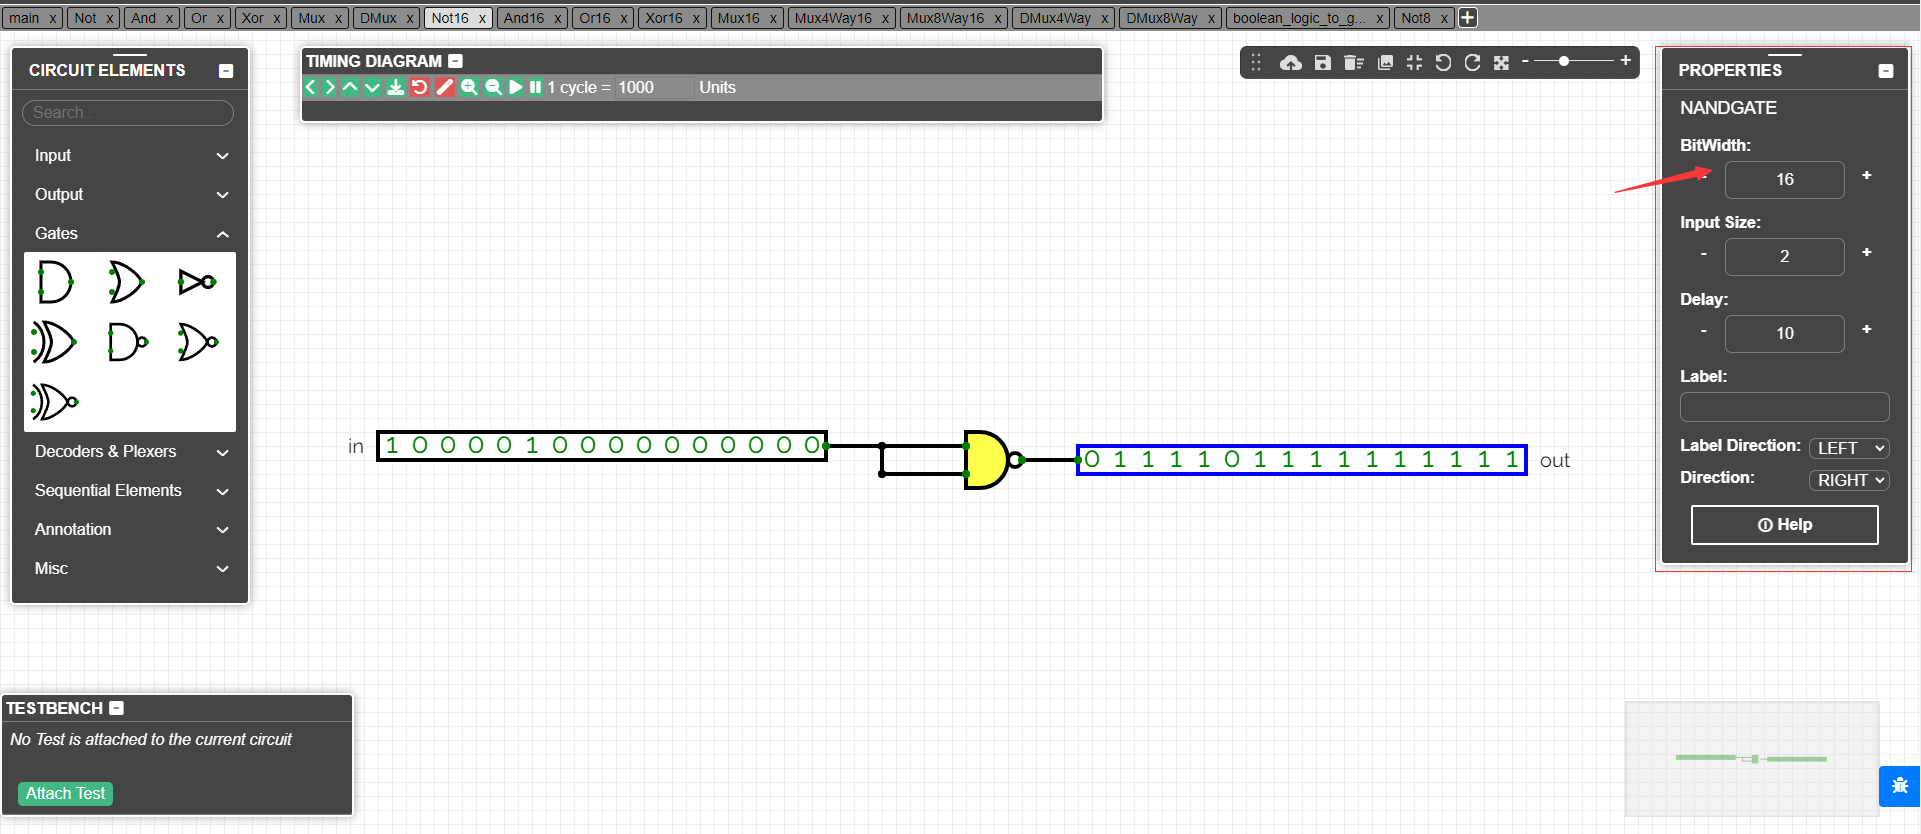 main x Not x And x Or x Xor x Mux x DMux x Not16 x And16 x Or16 x Xor16 x Mux16 x Mux4Way16 x Mux8Way16 x DMux4Way x DMux8Way x boolean_logic_to_g... x Not8 x +
CIRCUIT ELEMENTS
Search..
Input
Output
Gates
Decoders & Plexers
Sequential Elements
Annotation
Misc
TIMING DIAGRAM
1 cycle = 1000 Units
- +
PROPERTIES
NANDGATE
BitWidth:
- 16 +
Input Size:
- 2 +
Delay:
- 10 +
Label:
Label Direction: LEFT
Direction: RIGHT
Help
in 1 0 0 0 0 1 0 0 0 0 0 0 0 0 0 0
0 1 1 1 1 0 1 1 1 1 1 1 1 1 1 1 out
TESTBENCH
No Test is attached to the current circuit
Attach Test